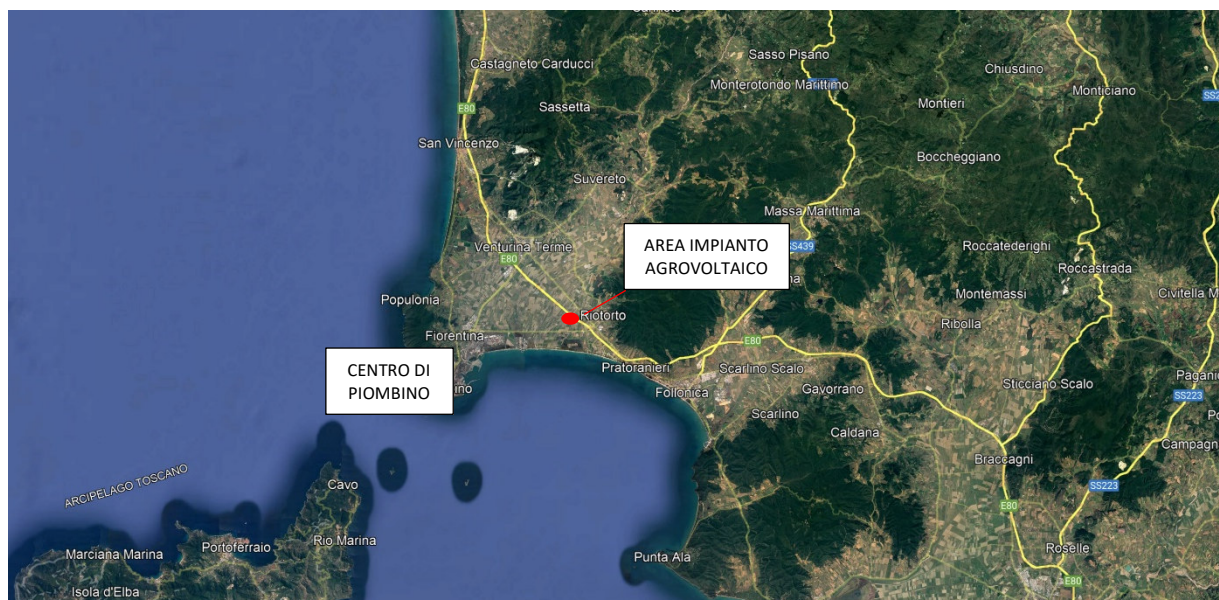 Sasso Pisano
Castagneto Carducci
Chiusdino
Monterotondo Marittimo
Monticiano
E80
Sassetta
Montieri
San Vincenzo
Boccheggiano
Suvereto
Massa Marittima
AREA IMPIANTO
AGROVOLTAICO
Venturina Terme
SS439
Roccatederighi
E80
Roccastrada
Populonia
Montemassi
Civitella M
Riotorto
Ribolla
Fiorentina
E80
CENTRO DI
PIOMBINO
Pratoranieri
Scarlino Scalo
Follonica
Gavorrano
Sticciano Scalo
Paganie
SS223
Scarlino
Caldana
Campagn
Braccagni
ARCIPELAGO TOSCANO
Cavo
SS223
E80
Portoferraio
Rio Marina
Marciana Marina
Punta Ala
Roselle
E80
Isola d'Elba